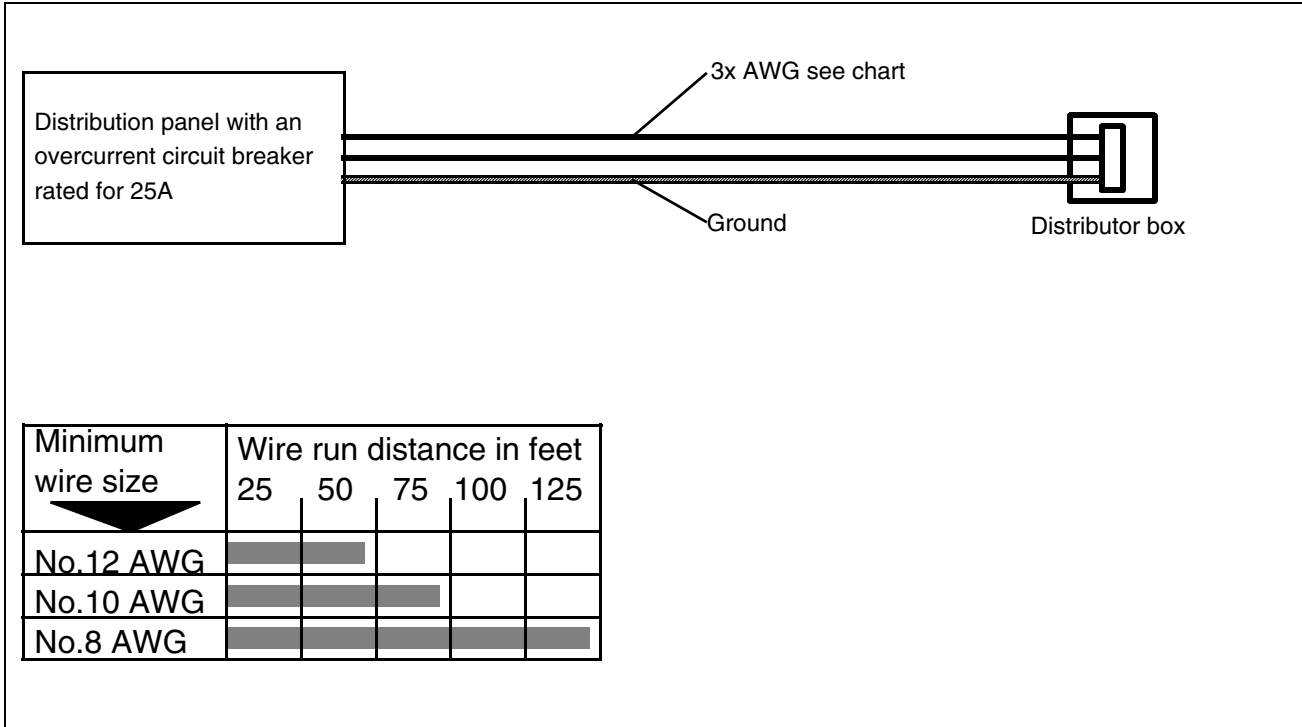 3x AWG see chart
Distribution panel with an
overcurrent circuit breaker
rated for 25A
Ground
Distributor box
Minimum
wire size
Wire run distance in feet
25 50 75 100 125
No.12 AWG
No.10 AWG
No.8 AWG